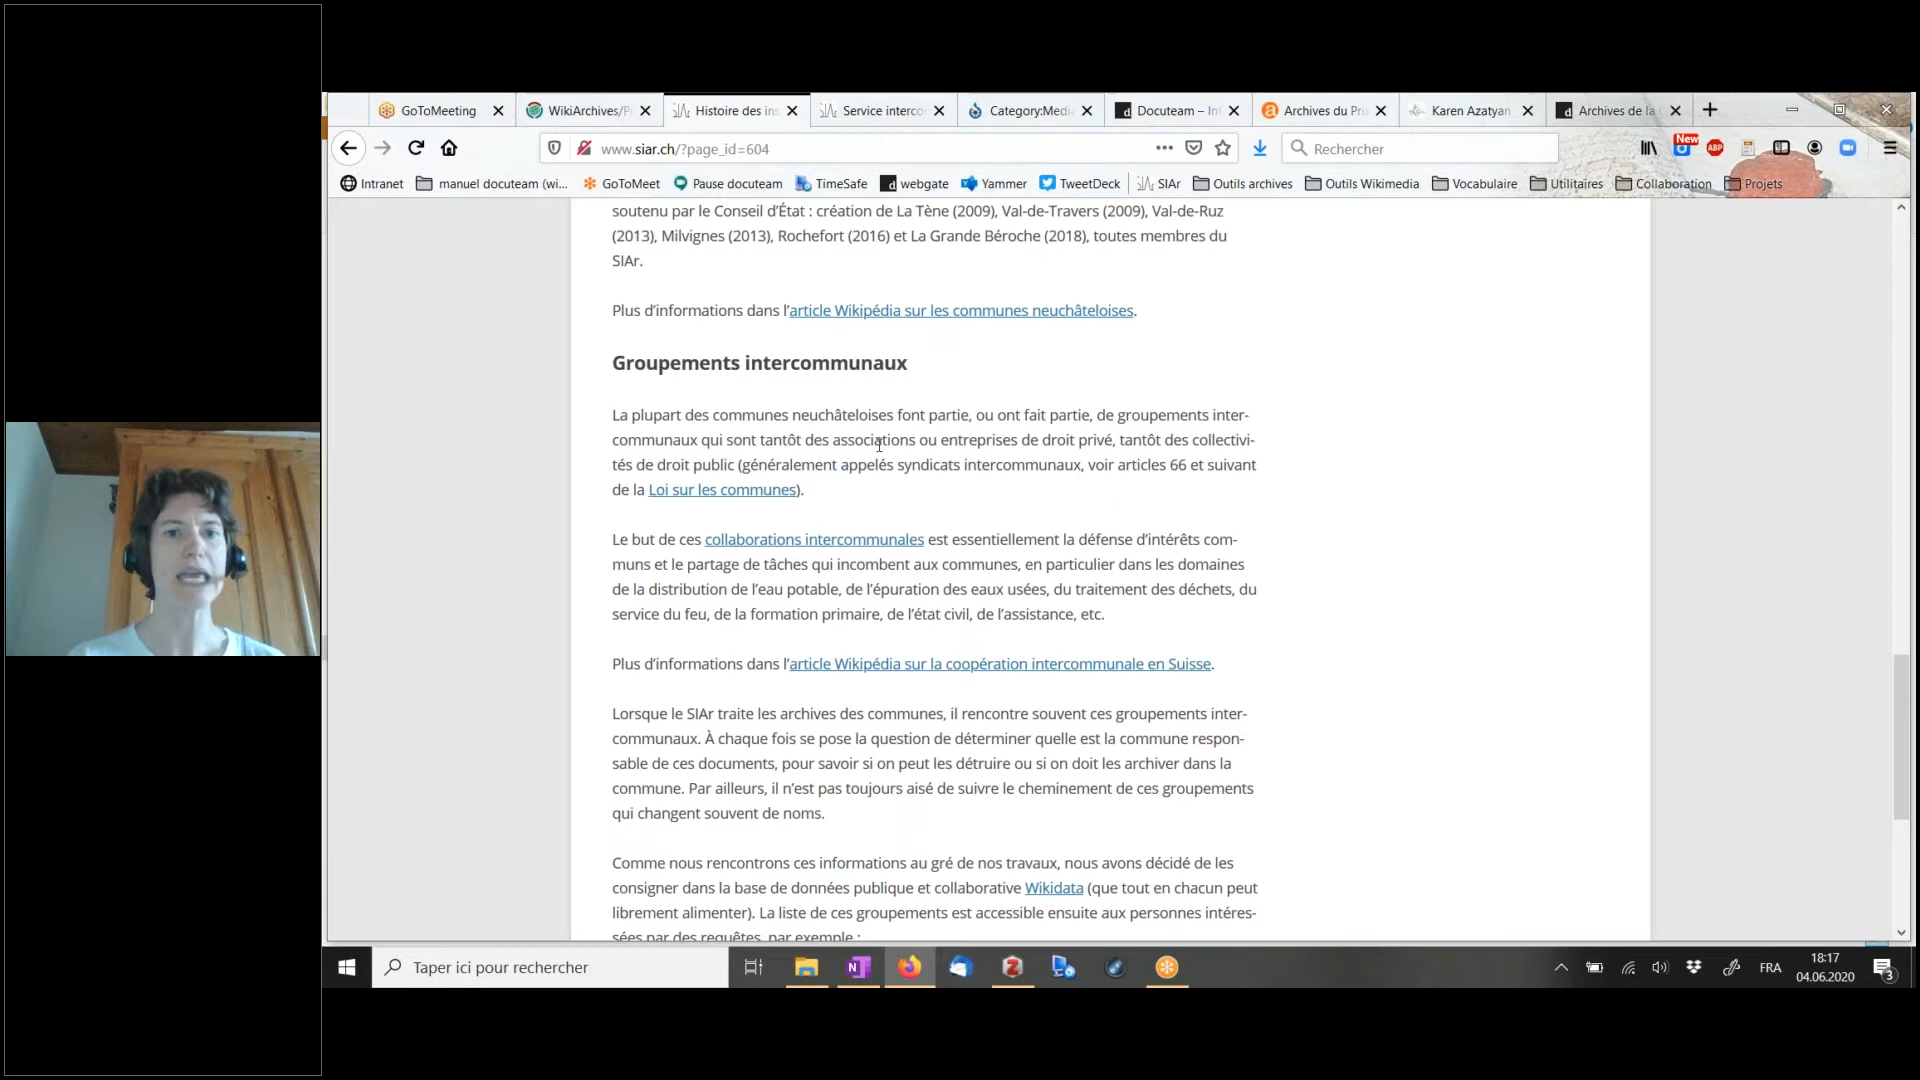 GoToMeeting
WikiArchives/P
Histoire des ins
Service interco
Category:Medi
Docuteam – In
Archives du Pri
Karen Azatyan
Archives de la
www.siar.ch/?page_id=604
Rechercher
New
ABP
Intranet
manuel docuteam (wi...
GoToMeet
Pause docuteam
TimeSafe
webgate
Yammer
TweetDeck
SIAr
Outils archives
Outils Wikimedia
Vocabulaire
Utilitaires
Collaboration
Projets
soutenu par le Conseil d’État : création de La Tène (2009), Val-de-Travers (2009), Val-de-Ruz
(2013), Milvignes (2013), Rochefort (2016) et La Grande Béroche (2018), toutes membres du
SIAr.
Plus d’informations dans l’article Wikipédia sur les communes neuchâteloises.
Groupements intercommunaux
La plupart des communes neuchâteloises font partie, ou ont fait partie, de groupements inter-
communaux qui sont tantôt des associations ou entreprises de droit privé, tantôt des collectivi-
tés de droit public (généralement appelés syndicats intercommunaux, voir articles 66 et suivant
de la Loi sur les communes).
Le but de ces collaborations intercommunales est essentiellement la défense d’intérêts com-
muns et le partage de tâches qui incombent aux communes, en particulier dans les domaines
de la distribution de l’eau potable, de l’épuration des eaux usées, du traitement des déchets, du
service du feu, de la formation primaire, de l’état civil, de l’assistance, etc.
Plus d’informations dans l’article Wikipédia sur la coopération intercommunale en Suisse.
Lorsque le SIAr traite les archives des communes, il rencontre souvent ces groupements inter-
communaux. À chaque fois se pose la question de déterminer quelle est la commune respon-
sable de ces documents, pour savoir si on peut les détruire ou si on doit les archiver dans la
commune. Par ailleurs, il n’est pas toujours aisé de suivre le cheminement de ces groupements
qui changent souvent de noms.
Comme nous rencontrons ces informations au gré de nos travaux, nous avons décidé de les
consigner dans la base de données publique et collaborative Wikidata (que tout en chacun peut
librement alimenter). La liste de ces groupements est accessible ensuite aux personnes intéres-
sées par des requêtes, par exemple :
Taper ici pour rechercher
FRA
18:17
04.06.2020
3